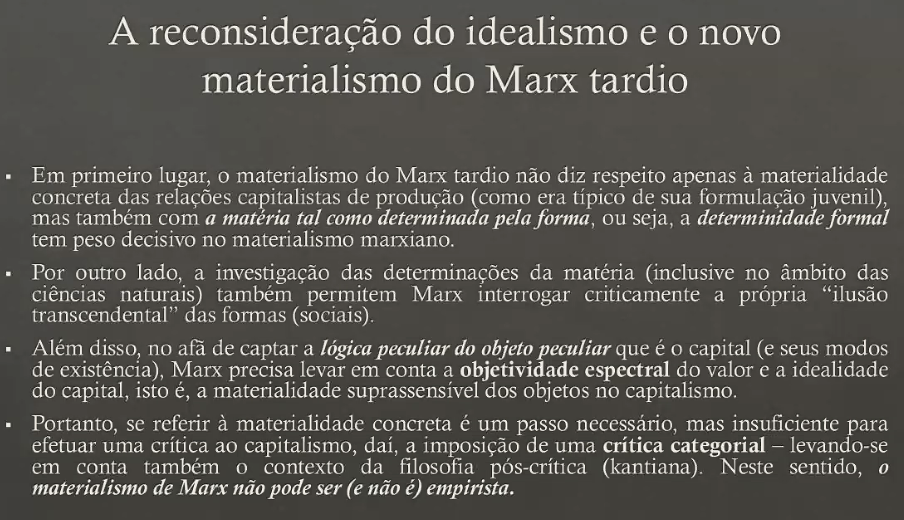 A reconsideração do idealismo e o novo
materialismo do Marx tardio
▪ Em primeiro lugar, o materialismo do Marx tardio não diz respeito apenas à materialidade
concreta das relações capitalistas de produção (como era típico de sua formulação juvenil),
mas também com a matéria tal como determinada pela forma, ou seja, a determinidade formal
tem peso decisivo no materialismo marxiano.
▪ Por outro lado, a investigação das determinações da matéria (inclusive no âmbito das
ciências naturais) também permitem Marx interrogar criticamente a própria “ilusão
transcendental” das formas (sociais).
▪ Além disso, no afã de captar a lógica peculiar do objeto peculiar que é o capital (e seus modos
de existência), Marx precisa levar em conta a objetividade espectral do valor e a idealidade
do capital, isto é, a materialidade suprassensível dos objetos no capitalismo.
▪ Portanto, se referir à materialidade concreta é um passo necessário, mas insuficiente para
efetuar uma crítica ao capitalismo, daí, a imposição de uma crítica categorial – levando-se
em conta também o contexto da filosofia pós-crítica (kantiana). Neste sentido, o
materialismo de Marx não pode ser (e não é) empirista.